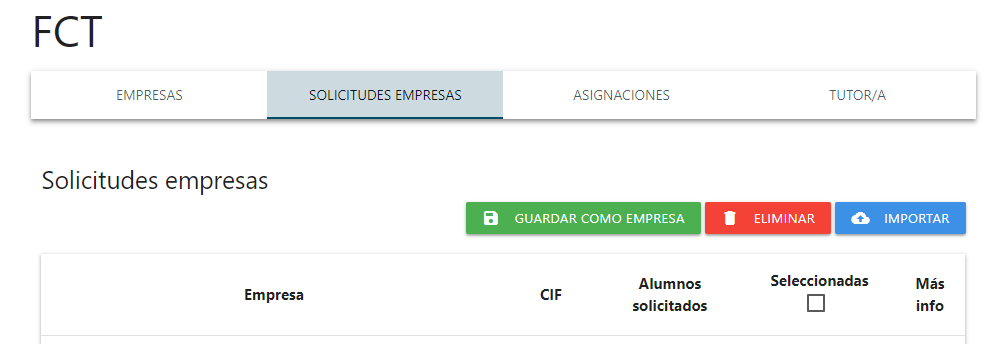 FCT
EMPRESAS SOLICITUDES EMPRESAS ASIGNACIONES TUTOR/A
Solicitudes empresas
GUARDAR COMO EMPRESA ELIMINAR IMPORTAR
Empresa CIF Alumnos solicitados Seleccionadas Más info